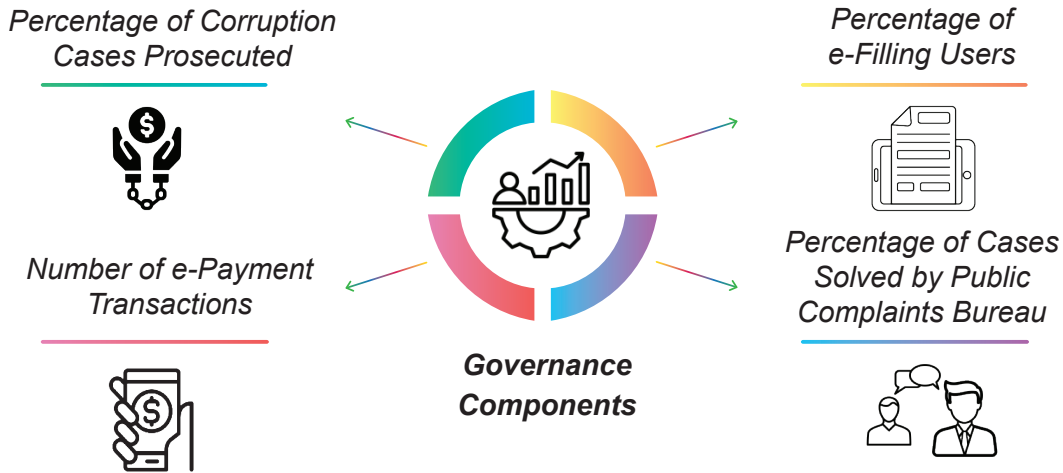 Percentage of Corruption
Cases Prosecuted
Percentage of
e-Filling Users
Number of e-Payment
Transactions
Percentage of Cases
Solved by Public
Complaints Bureau
Governance
Components